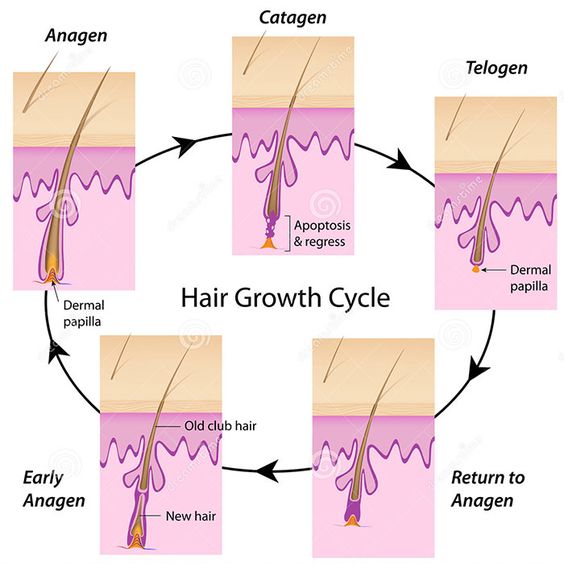 Catagen
Anagen
Telogen
Apoptosis
& regress
Dermal
papilla
Dermal
papilla
Hair Growth Cycle
Old club hair
New hair
Early
Anagen
Return to
Anagen